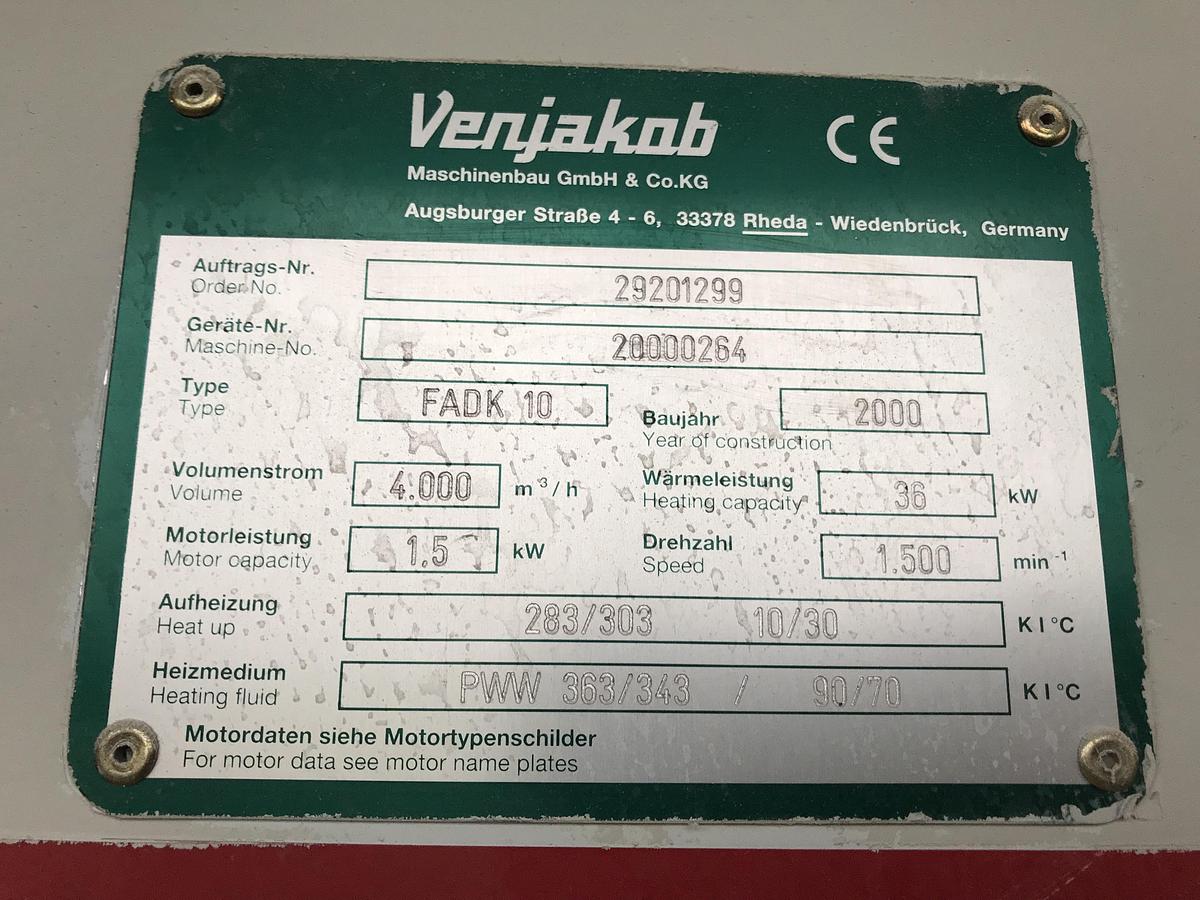 Venjakob CE
Maschinenbau GmbH & Co.KG
Augsburger Straße 4 - 6, 33378 Rheda - Wiedenbrück, Germany
Auftrags-Nr. 29201299
Order No.
Geräte-Nr. 20000264
Maschine-No.
Type FADK 10 Baujahr 2000
Type Year of construction
Volumenstrom 4.000 m³/h Wärmeleistung 36 kW
Volume Heating capacity
Motorleistung 1.5 kW Drehzahl 1.500 min⁻¹
Motor capacity Speed
Aufheizung 283/303 10/30 K I °C
Heat up
Heizmedium PWW 363/343 / 90/70 K I °C
Heating fluid
Motordaten siehe Motortypenschilder
For motor data see motor name plates